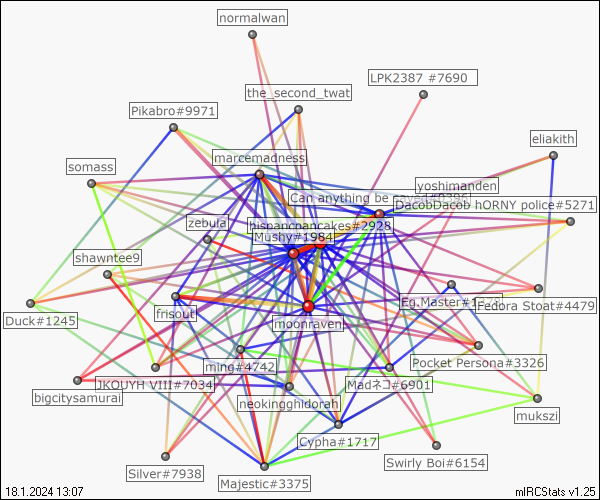 normalwan
LPK2387 #7690
the_second_twat
Pikabro#9971
eliakith
marcemadness
somass
yoshimanden
Can anything be
DacobDacob hORNY police#5271
zebula
hispancpancakes#2928
Mushy#1984
shawntee9
Eg.Master#1
Fedora Stoat#4479
frisout
Duck#1245
moonraven
ming#4742
Pocket Persona#3326
JKOUYH VIII#7034
Madネコ#6901
bigcitysamurai
neokingghidorah
mukszi
Cypha#1717
Swirly Boi#6154
Silver#7938
Majestic#3375
18.1.2024 13:07
mIRCStats v1.25